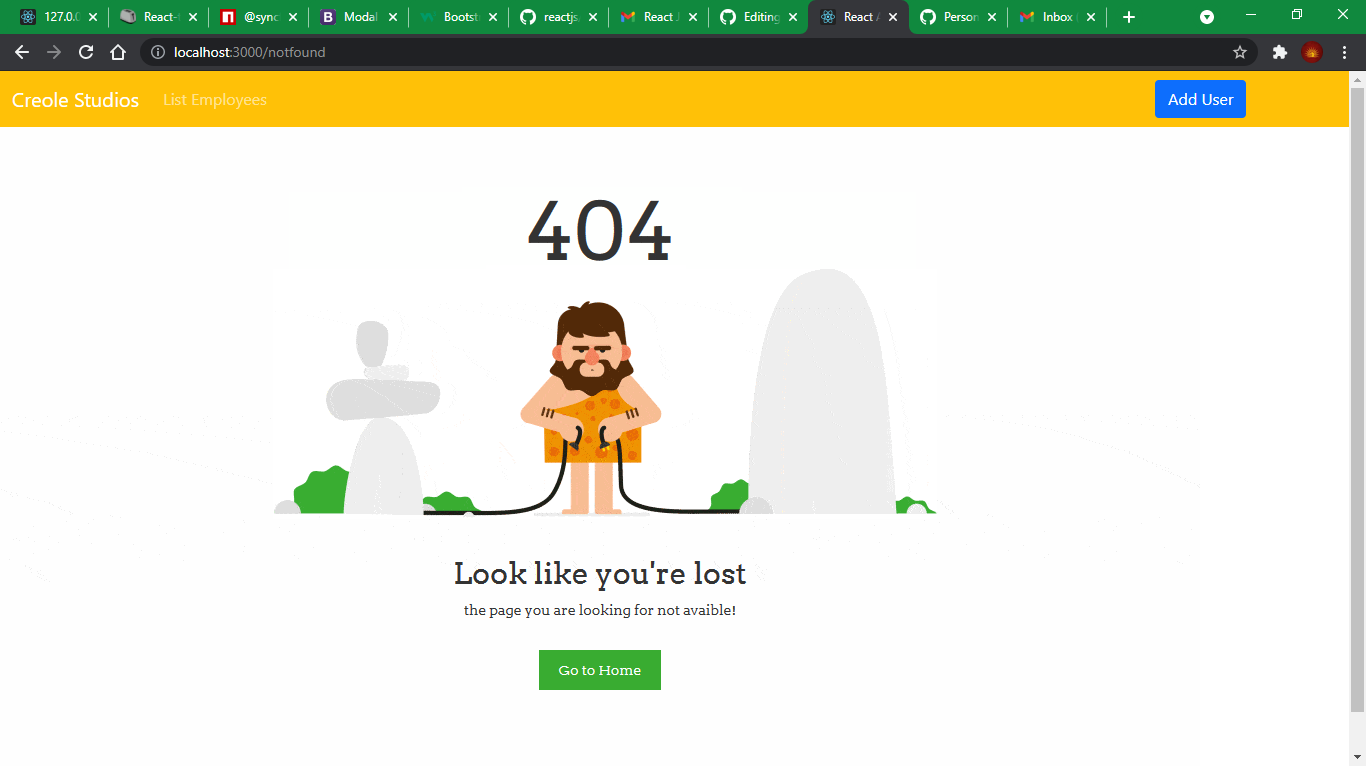 127.0.0
React-t
@sync
Modal
Bootst
reactjs
React J
Editing
React A
Person
Inbox
localhost:3000/notfound
Creole Studios
List Employees
Add User
404
Look like you're lost
the page you are looking for not avaible!
Go to Home